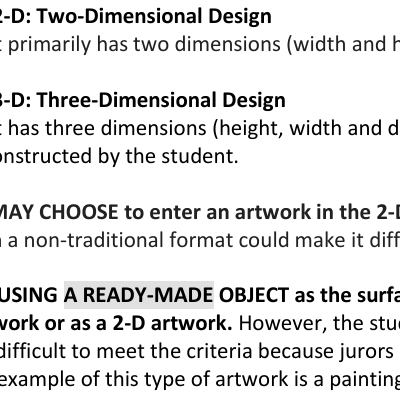 2-D: Two-Dimensional Design
t primarily has two dimensions (width and h
3-D: Three-Dimensional Design
t has three dimensions (height, width and d
onstructed by the student.
MAY CHOOSE to enter an artwork in the 2-D
a non-traditional format could make it diff
USING A READY-MADE OBJECT as the surfa
work or as a 2-D artwork. However, the stu
difficult to meet the criteria because jurors
example of this type of artwork is a painting